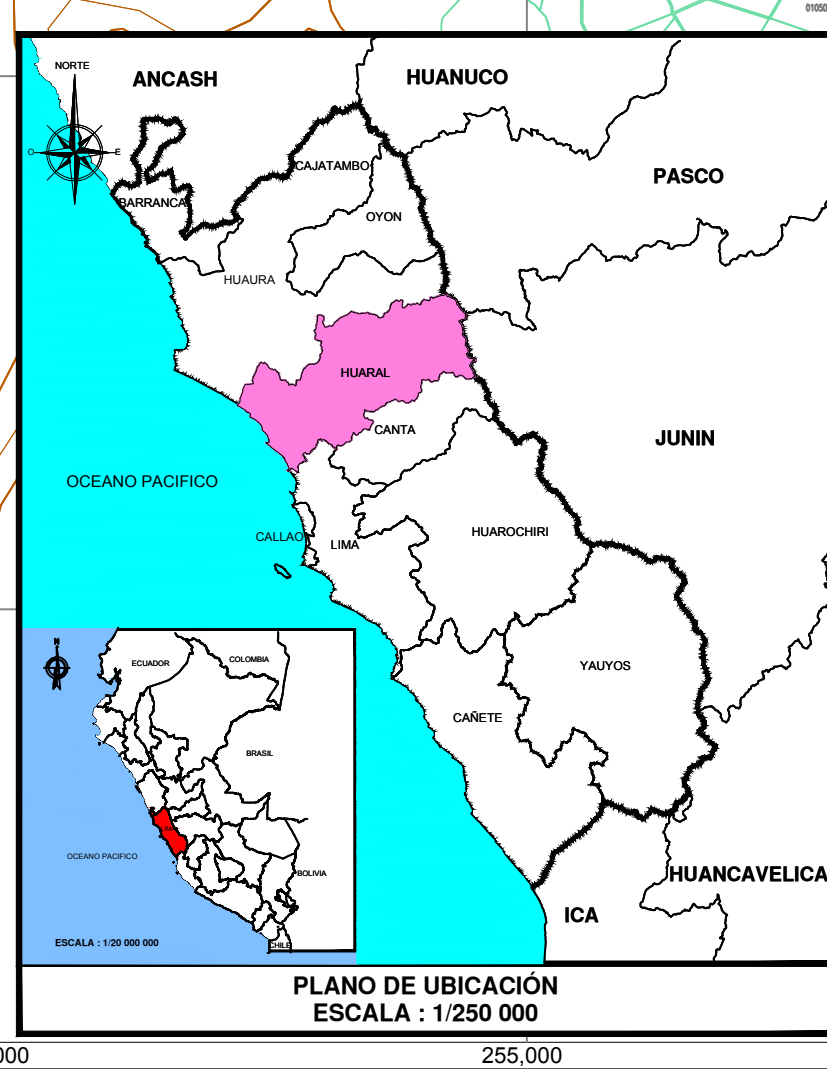 01050
NORTE
ANCASH
HUANUCO
O
E
CAJATAMBO
PASCO
BARRANCA
OYON
HUAURA
HUARAL
CANTA
JUNIN
OCEANO PACIFICO
CALLAO
LIMA
HUAROCHIRI
N
ECUADOR
COLOMBIA
YAUYOS
CAÑETE
BRASIL
OCEANO PACIFICO
BOLIVIA
HUANCAVELICA
ICA
ESCALA : 1/20 000 000
CHILE
PLANO DE UBICACIÓN
ESCALA : 1/250 000
000
255,000